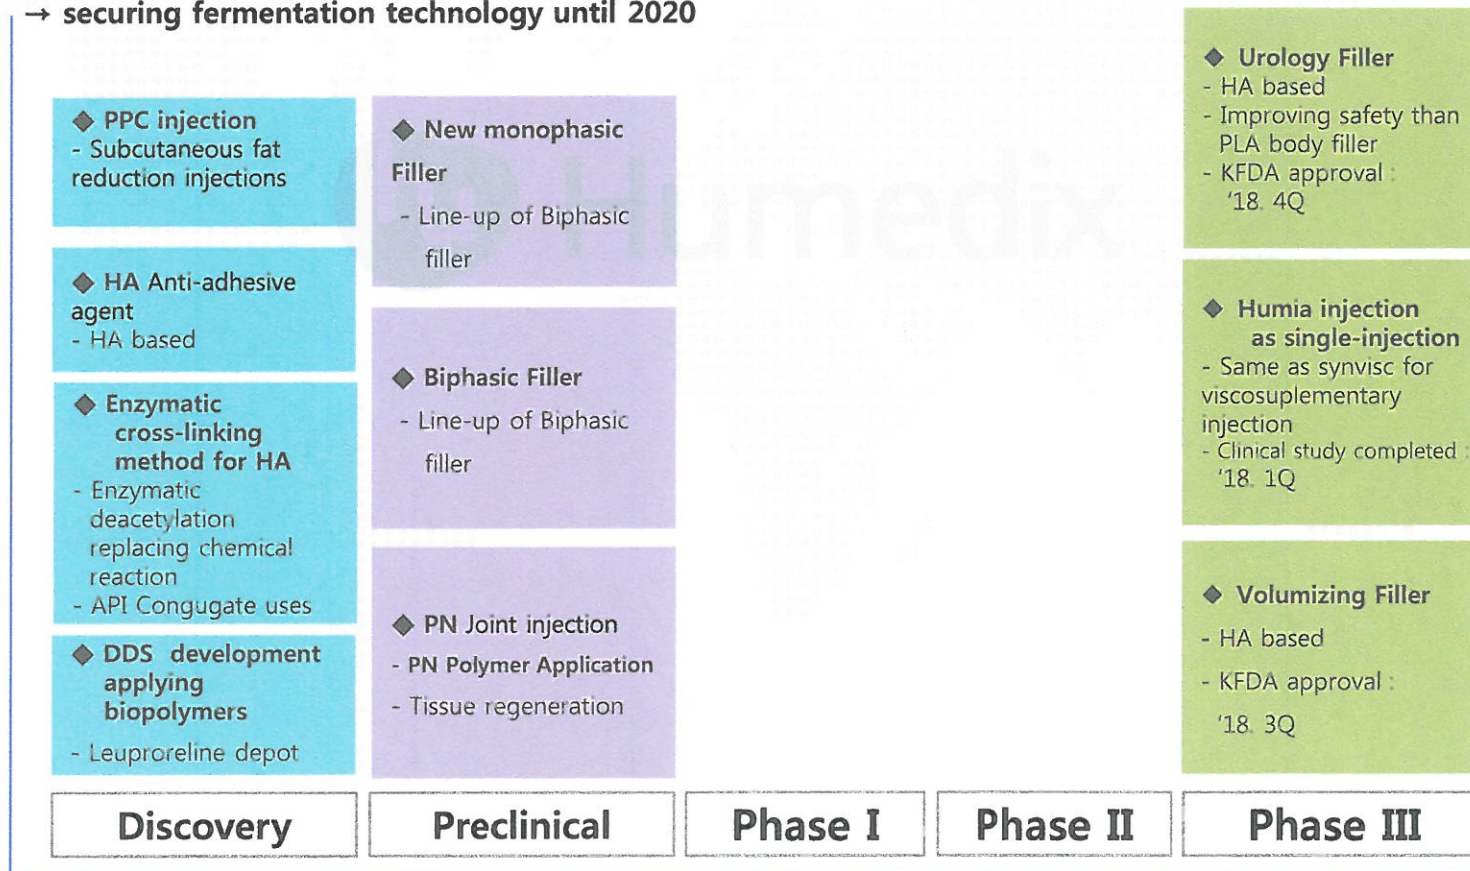 → securing fermentation technology until 2020
◆ PPC injection
- Subcutaneous fat
reduction injections
◆ HA Anti-adhesive
agent
- HA based
◆ Enzymatic
cross-linking
method for HA
- Enzymatic
deacetylation
replacing chemical
reaction
- API Congugate uses
◆ DDS development
applying
biopolymers
- Leuproreline depot
◆ New monophasic
Filler
- Line-up of Biphasic
filler
◆ Biphasic Filler
- Line-up of Biphasic
filler
◆ PN Joint injection
- PN Polymer Application
- Tissue regeneration
◆ Urology Filler
- HA based
- Improving safety than
PLA body filler
- KFDA approval :
'18. 4Q
◆ Humia injection
as single-injection
- Same as synvisc for
viscosuplementary
injection
- Clinical study completed :
'18. 1Q
◆ Volumizing Filler
- HA based
- KFDA approval :
'18. 3Q
Humedix
Discovery
Preclinical
Phase I
Phase II
Phase III